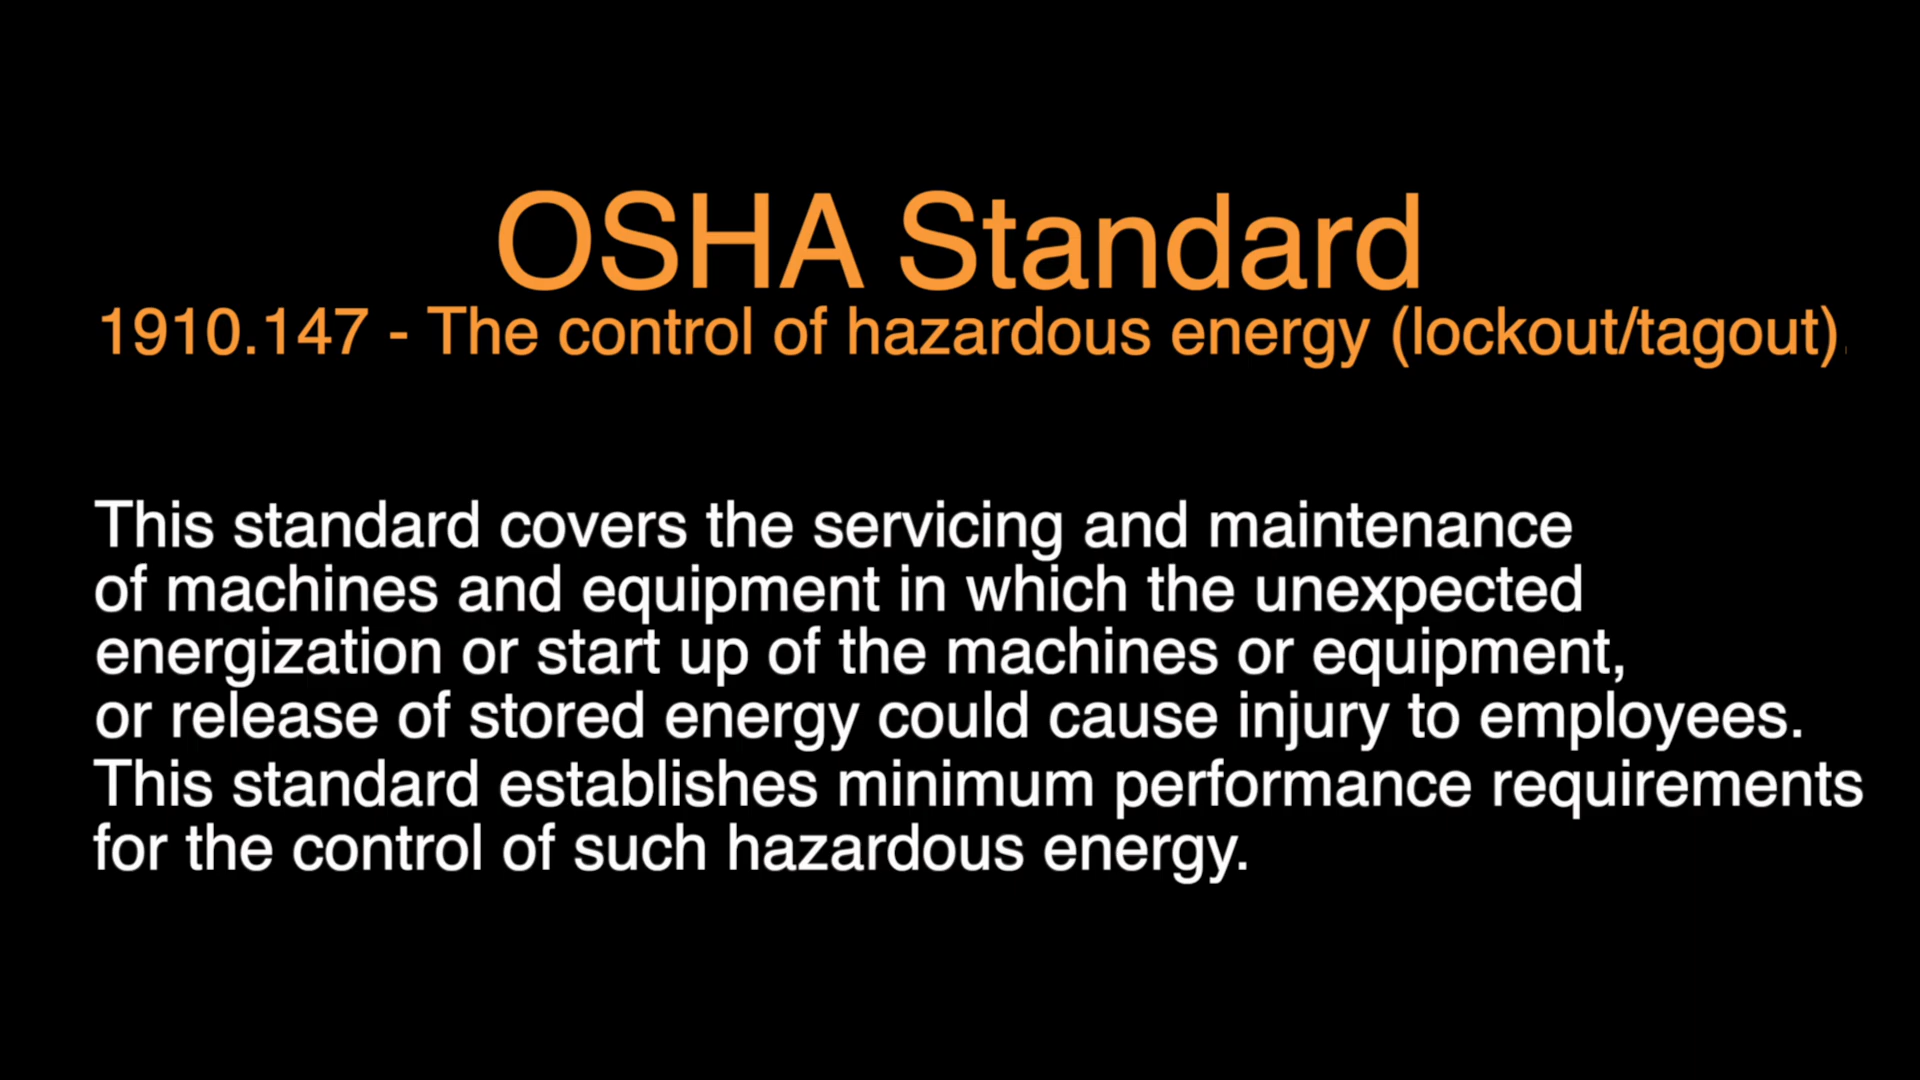 OSHA Standard
1910.147 - The control of hazardous energy (lockout/tagout).
This standard covers the servicing and maintenance
of machines and equipment in which the unexpected
energization or start up of the machines or equipment,
or release of stored energy could cause injury to employees.
This standard establishes minimum performance requirements
for the control of such hazardous energy.